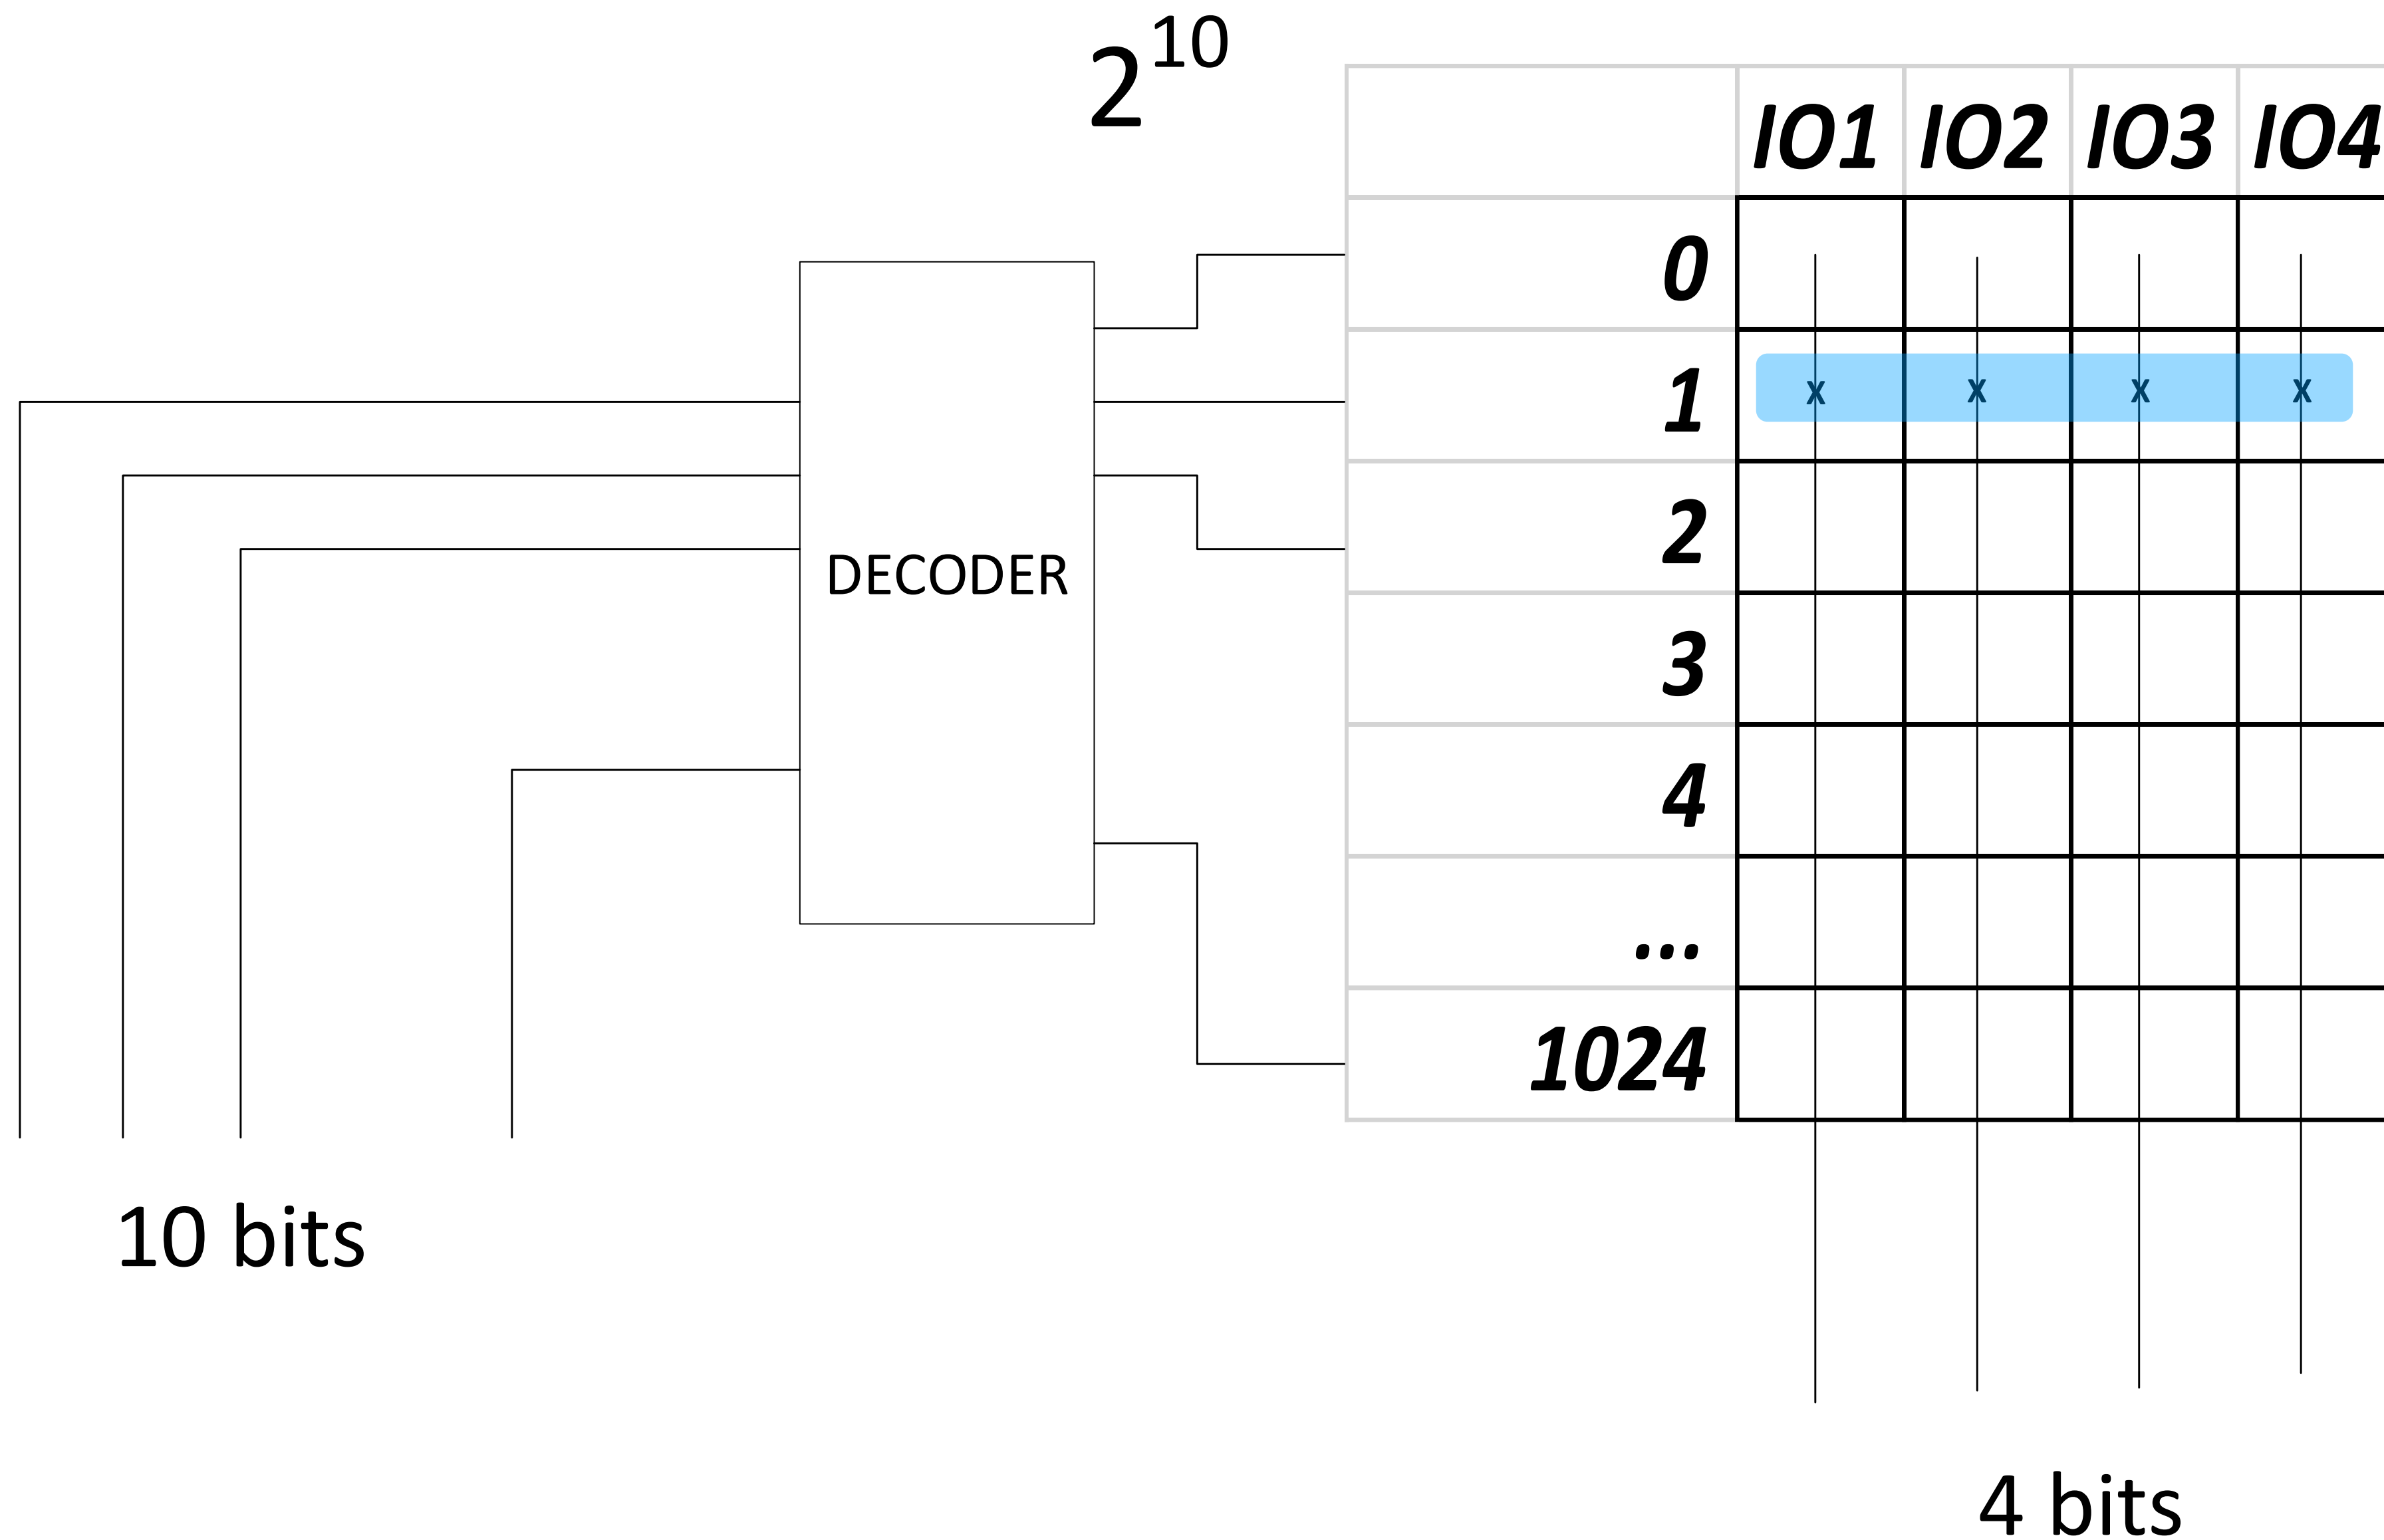 2^10
IO1 IO2 IO3 IO4
0
1 x x x x
2
DECODER
3
4
...
1024
10 bits
4 bits